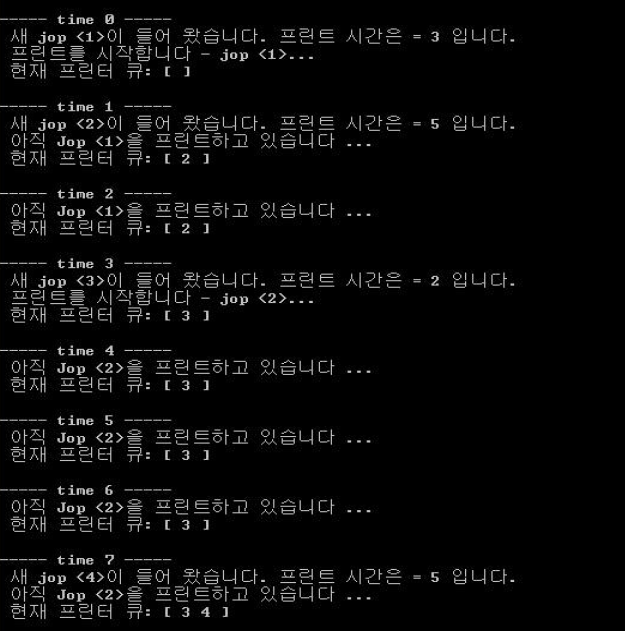 ----- time 0 -----
새 jop <1>이 들어 왔습니다. 프린트 시간은 = 3 입니다.
프린트를 시작합니다 - jop <1>...
현재 프린터 큐: [ ]
----- time 1 -----
새 jop <2>이 들어 왔습니다. 프린트 시간은 = 5 입니다.
아직 Jop <1>을 프린트하고 있습니다 ...
현재 프린터 큐: [ 2 ]
----- time 2 -----
아직 Jop <1>을 프린트하고 있습니다 ...
현재 프린터 큐: [ 2 ]
----- time 3 -----
새 jop <3>이 들어 왔습니다. 프린트 시간은 = 2 입니다.
프린트를 시작합니다 - jop <2>...
현재 프린터 큐: [ 3 ]
----- time 4 -----
아직 Jop <2>을 프린트하고 있습니다 ...
현재 프린터 큐: [ 3 ]
----- time 5 -----
아직 Jop <2>을 프린트하고 있습니다 ...
현재 프린터 큐: [ 3 ]
----- time 6 -----
아직 Jop <2>을 프린트하고 있습니다 ...
현재 프린터 큐: [ 3 ]
----- time 7 -----
새 jop <4>이 들어 왔습니다. 프린트 시간은 = 5 입니다.
아직 Jop <2>을 프린트하고 있습니다 ...
현재 프린터 큐: [ 3 4 ]